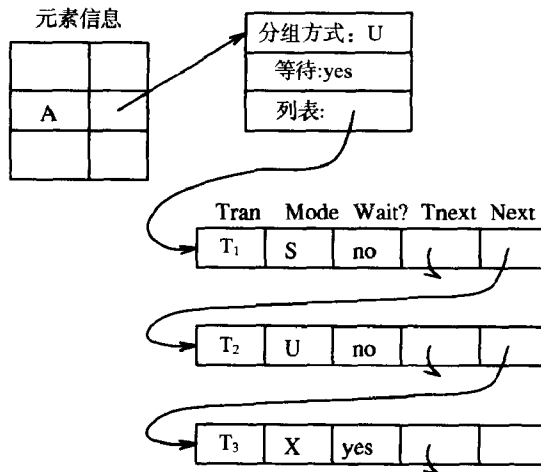 元素信息
A
分组方式：U
等待:yes
列表:
Tran Mode Wait? Tnext Next
T₁ S no
T₂ U no
T₃ X yes